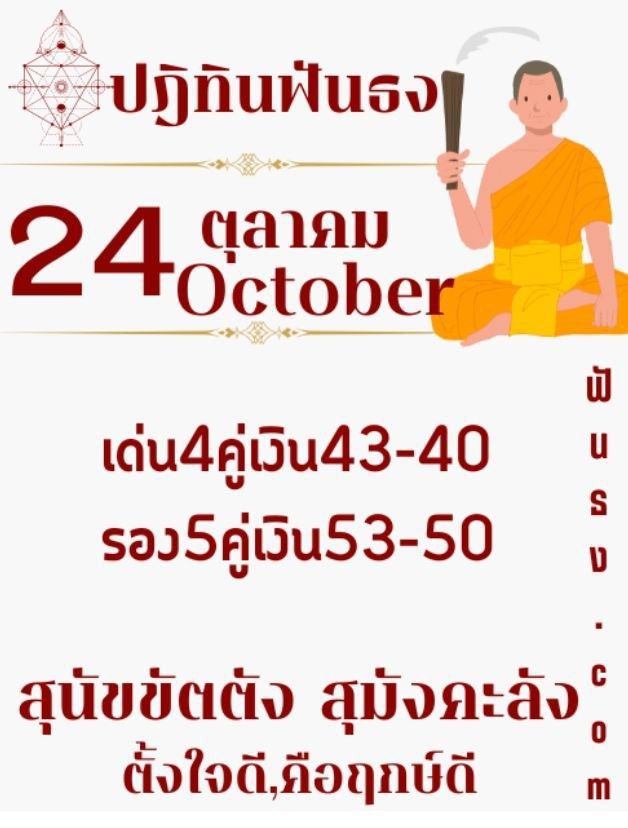 ปฏิทินฟันธง
24
ตุลาคม
October
เด่น4คู่เงิน43-40
รอง5คู่เงิน53-50
สุนักขัตตัง สุมังคะลัง
ตั้งใจดี,คือฤกษ์ดี
ฟันธง.com